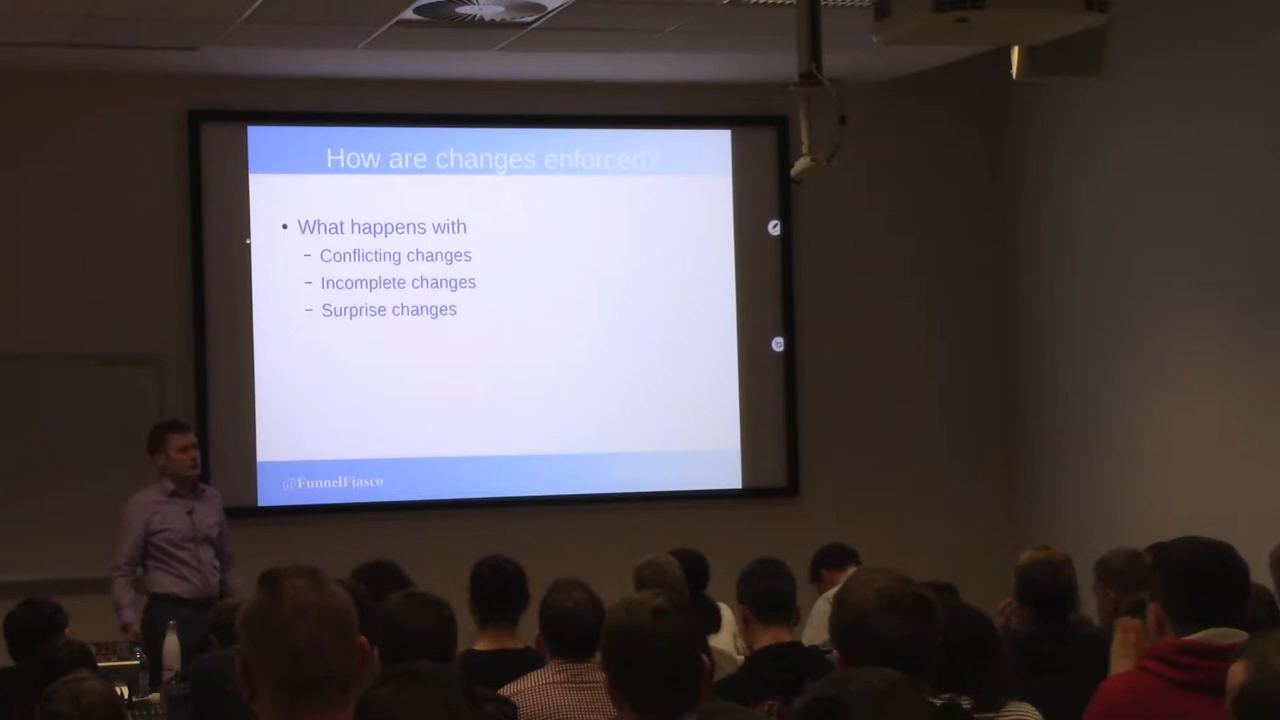 How are changes enforced?
• What happens with
– Conflicting changes
– Incomplete changes
– Surprise changes
@FunnelFiasco